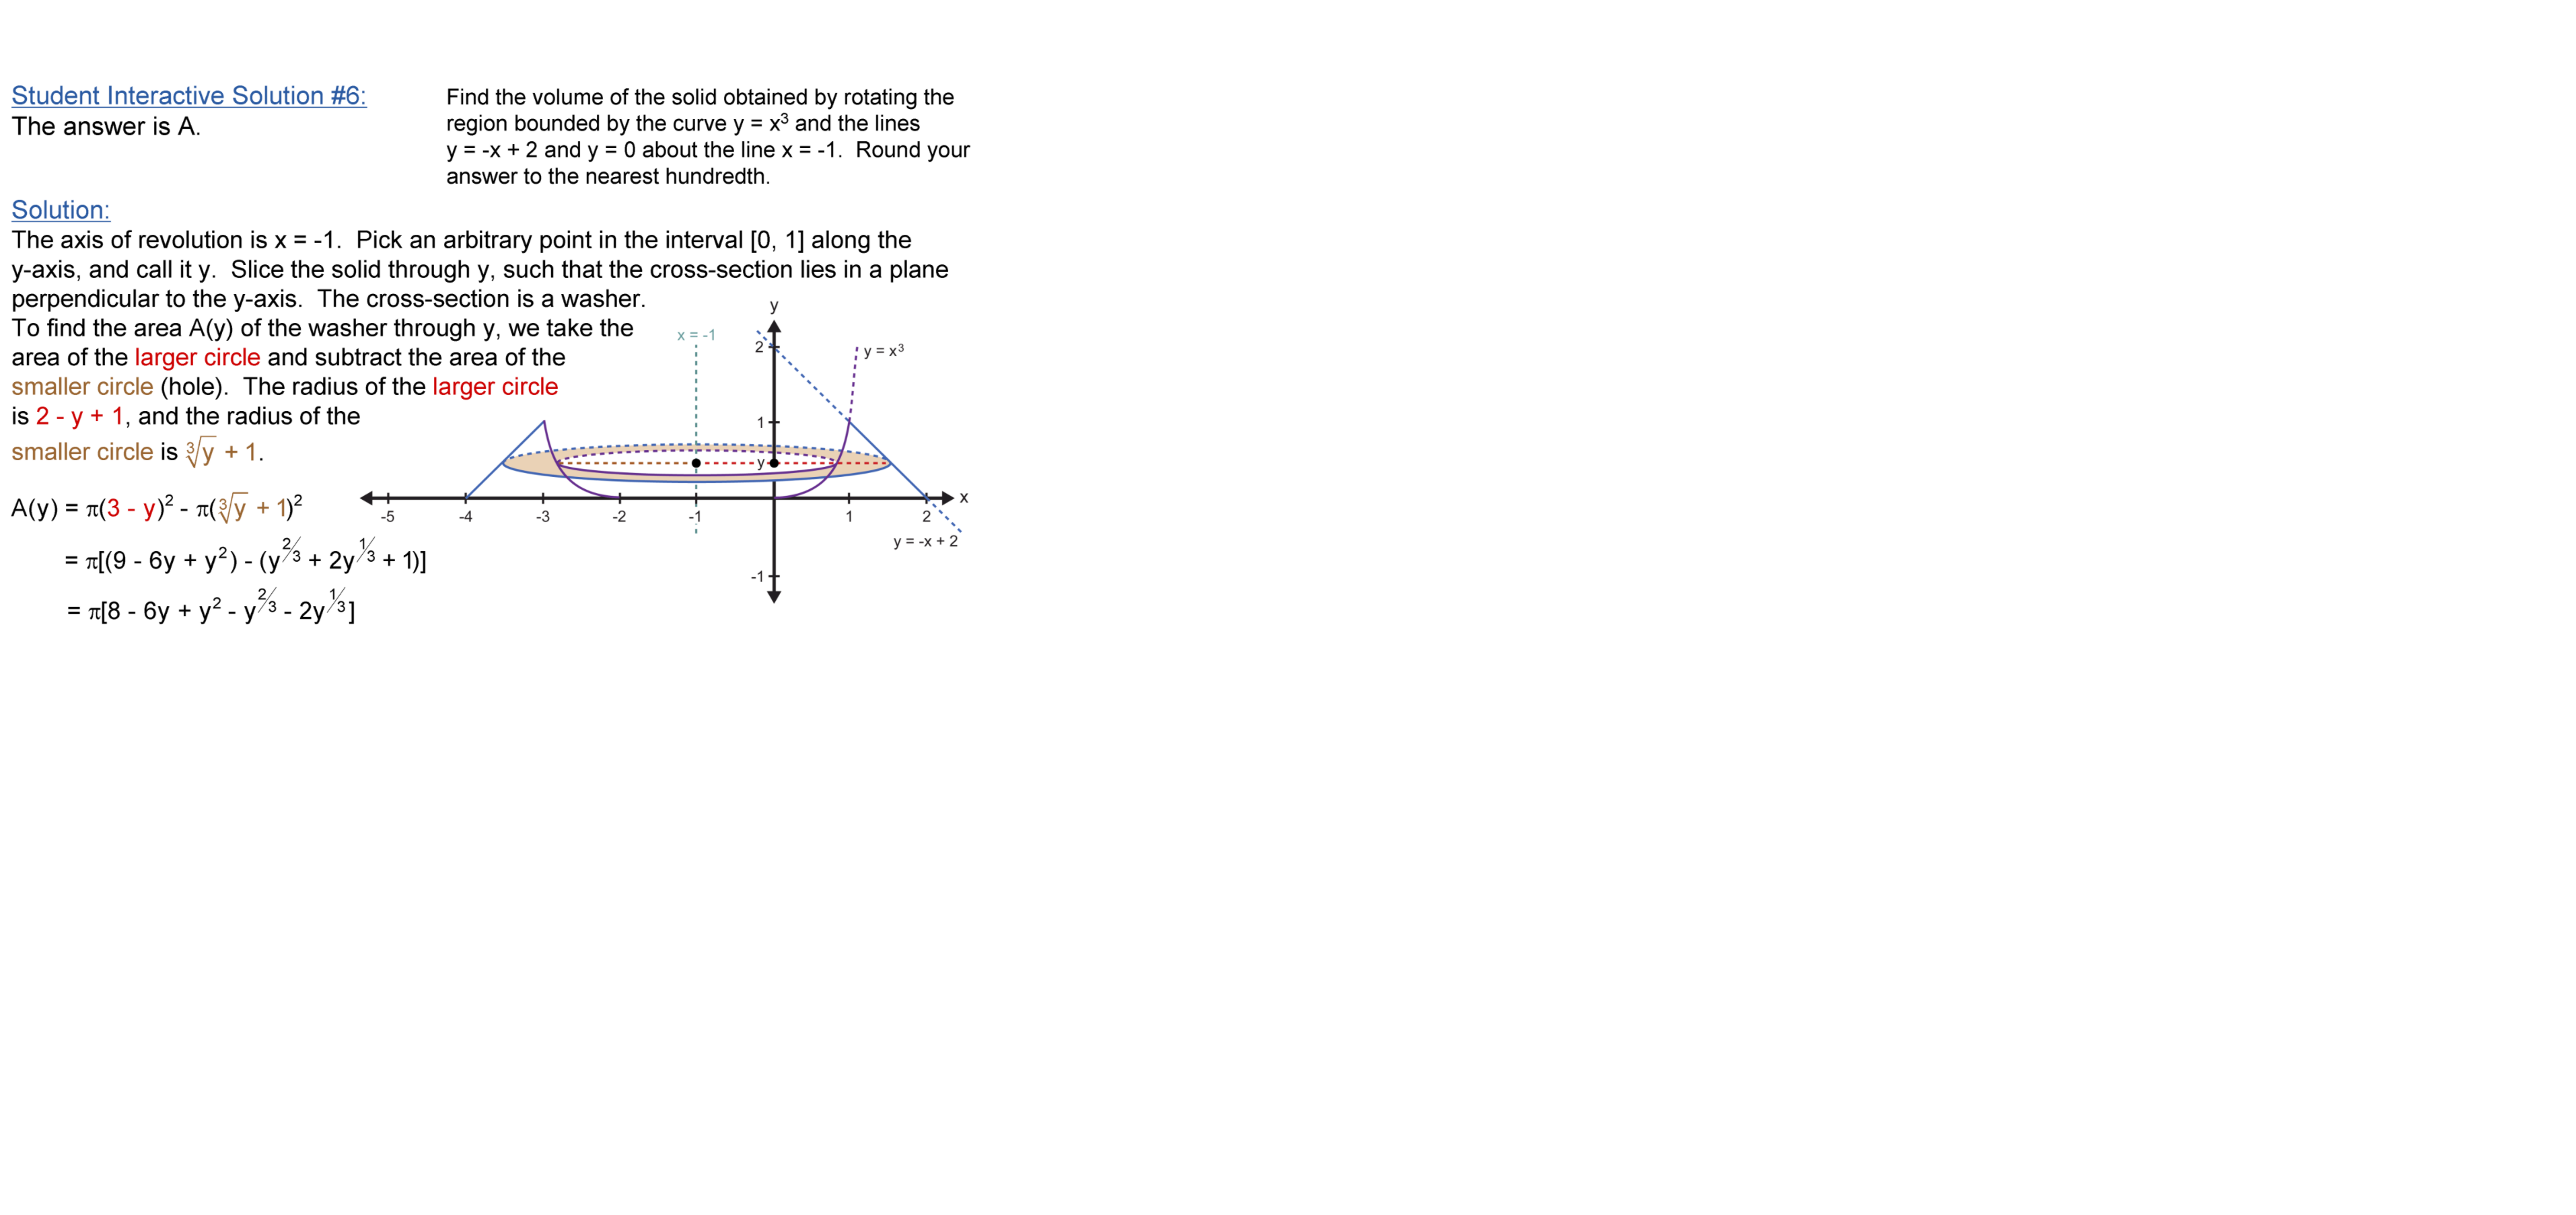 Student Interactive Solution #6:
The answer is A.
Find the volume of the solid obtained by rotating the
region bounded by the curve y = x³ and the lines
y = -x + 2 and y = 0 about the line x = -1.  Round your
answer to the nearest hundredth.
Solution:
The axis of revolution is x = -1.  Pick an arbitrary point in the interval [0, 1] along the
y-axis, and call it y.  Slice the solid through y, such that the cross-section lies in a plane
perpendicular to the y-axis.  The cross-section is a washer.
To find the area A(y) of the washer through y, we take the
area of the larger circle and subtract the area of the
smaller circle (hole).  The radius of the larger circle
is 2 - y + 1, and the radius of the
smaller circle is ∛y + 1.
A(y) = π(3 - y)² - π(∛y + 1)²
= π[(9 - 6y + y²) - (y^⅔ + 2y^⅓ + 1)]
= π[8 - 6y + y² - y^⅔ - 2y^⅓]
y
x = -1
2
y = x³
1
y
x
-5
-4
-3
-2
-1
1
2
y = -x + 2
-1